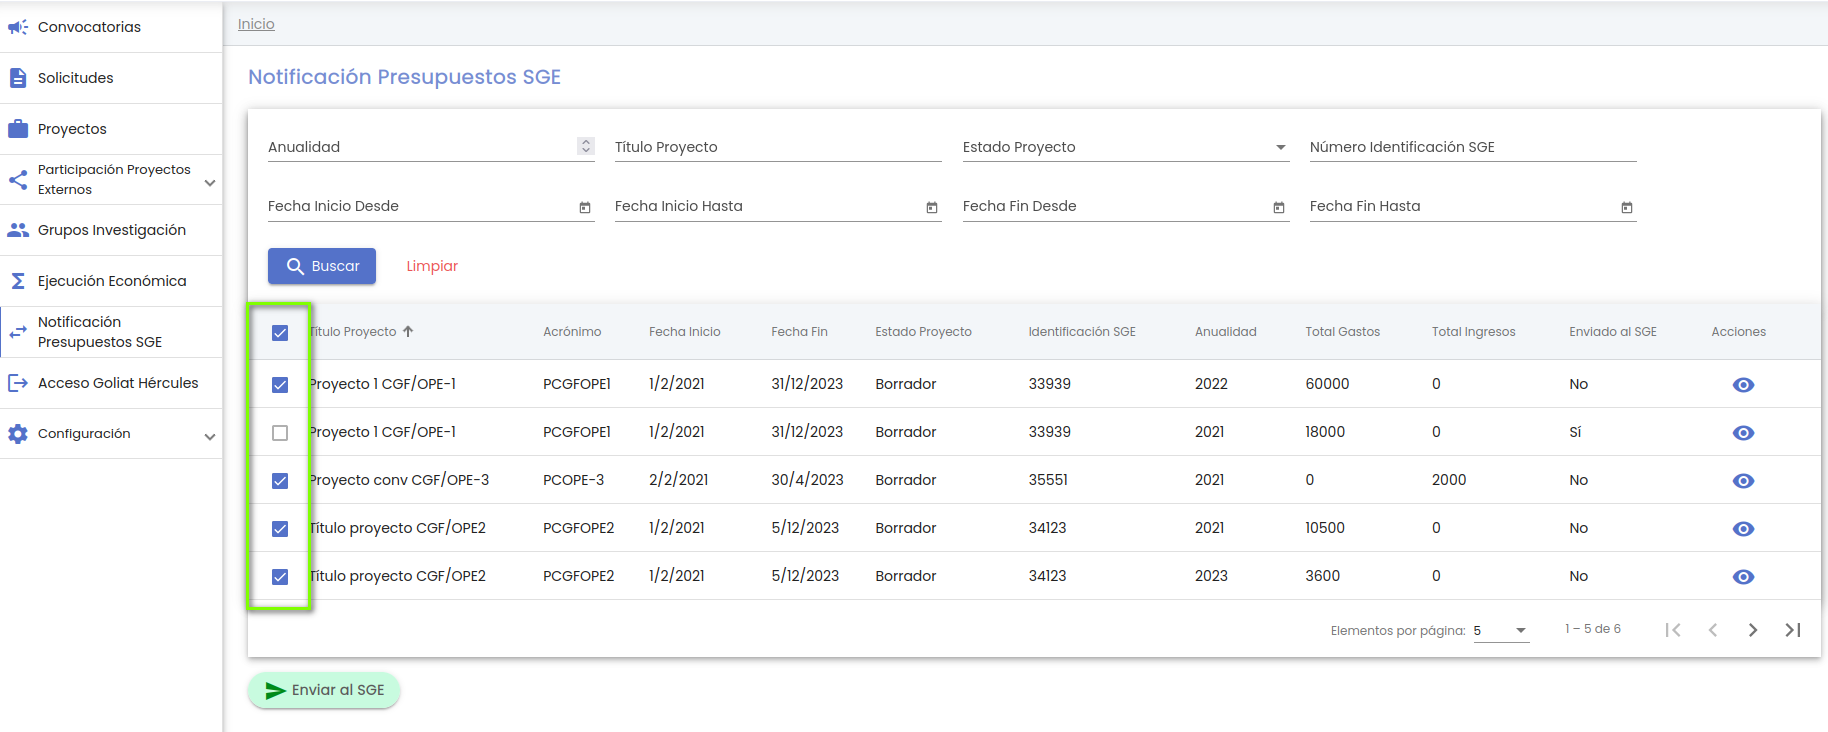 Convocatorias
Solicitudes
Proyectos
Participación Proyectos
Externos
Grupos Investigación
Ejecución Económica
Notificación
Presupuestos SGE
Acceso Goliat Hércules
Configuración
Inicio
Notificación Presupuestos SGE
Anualidad Título Proyecto Estado Proyecto Número Identificación SGE
Fecha Inicio Desde Fecha Inicio Hasta Fecha Fin Desde Fecha Fin Hasta
Buscar Limpiar
Título Proyecto Acrónimo Fecha Inicio Fecha Fin Estado Proyecto Identificación SGE Anualidad Total Gastos Total Ingresos Enviado al SGE Acciones
Proyecto 1 CGF/OPE-1 PCGFOPE1 1/2/2021 31/12/2023 Borrador 33939 2022 60000 0 No
Proyecto 1 CGF/OPE-1 PCGFOPE1 1/2/2021 31/12/2023 Borrador 33939 2021 18000 0 Sí
Proyecto conv CGF/OPE-3 PCOPE-3 2/2/2021 30/4/2023 Borrador 35551 2021 0 2000 No
Título proyecto CGF/OPE2 PCGFOPE2 1/2/2021 5/12/2023 Borrador 34123 2021 10500 0 No
Título proyecto CGF/OPE2 PCGFOPE2 1/2/2021 5/12/2023 Borrador 34123 2023 3600 0 No
Elementos por página: 5 1 – 5 de 6
Enviar al SGE